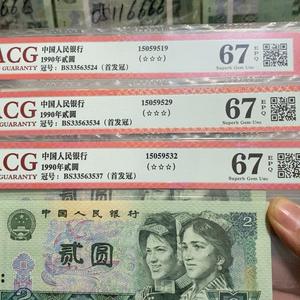 05116666
ACG
GUARANTY
中国人民银行
1990年贰圆
冠号：BS33563524（首发冠）
15059519
(☆☆☆)
67 EPQ
Superb Gem Unc
ACG
GUARANTY
中国人民银行
1990年贰圆
冠号：BS33563534（首发冠）
15059529
(☆☆☆)
67 EPQ
Superb Gem Unc
ACG
GUARANTY
中国人民银行
1990年贰圆
冠号：BS33563537（首发冠）
15059532
(☆☆☆)
67 EPQ
Superb Gem Unc
中国人民银行
贰圆
2